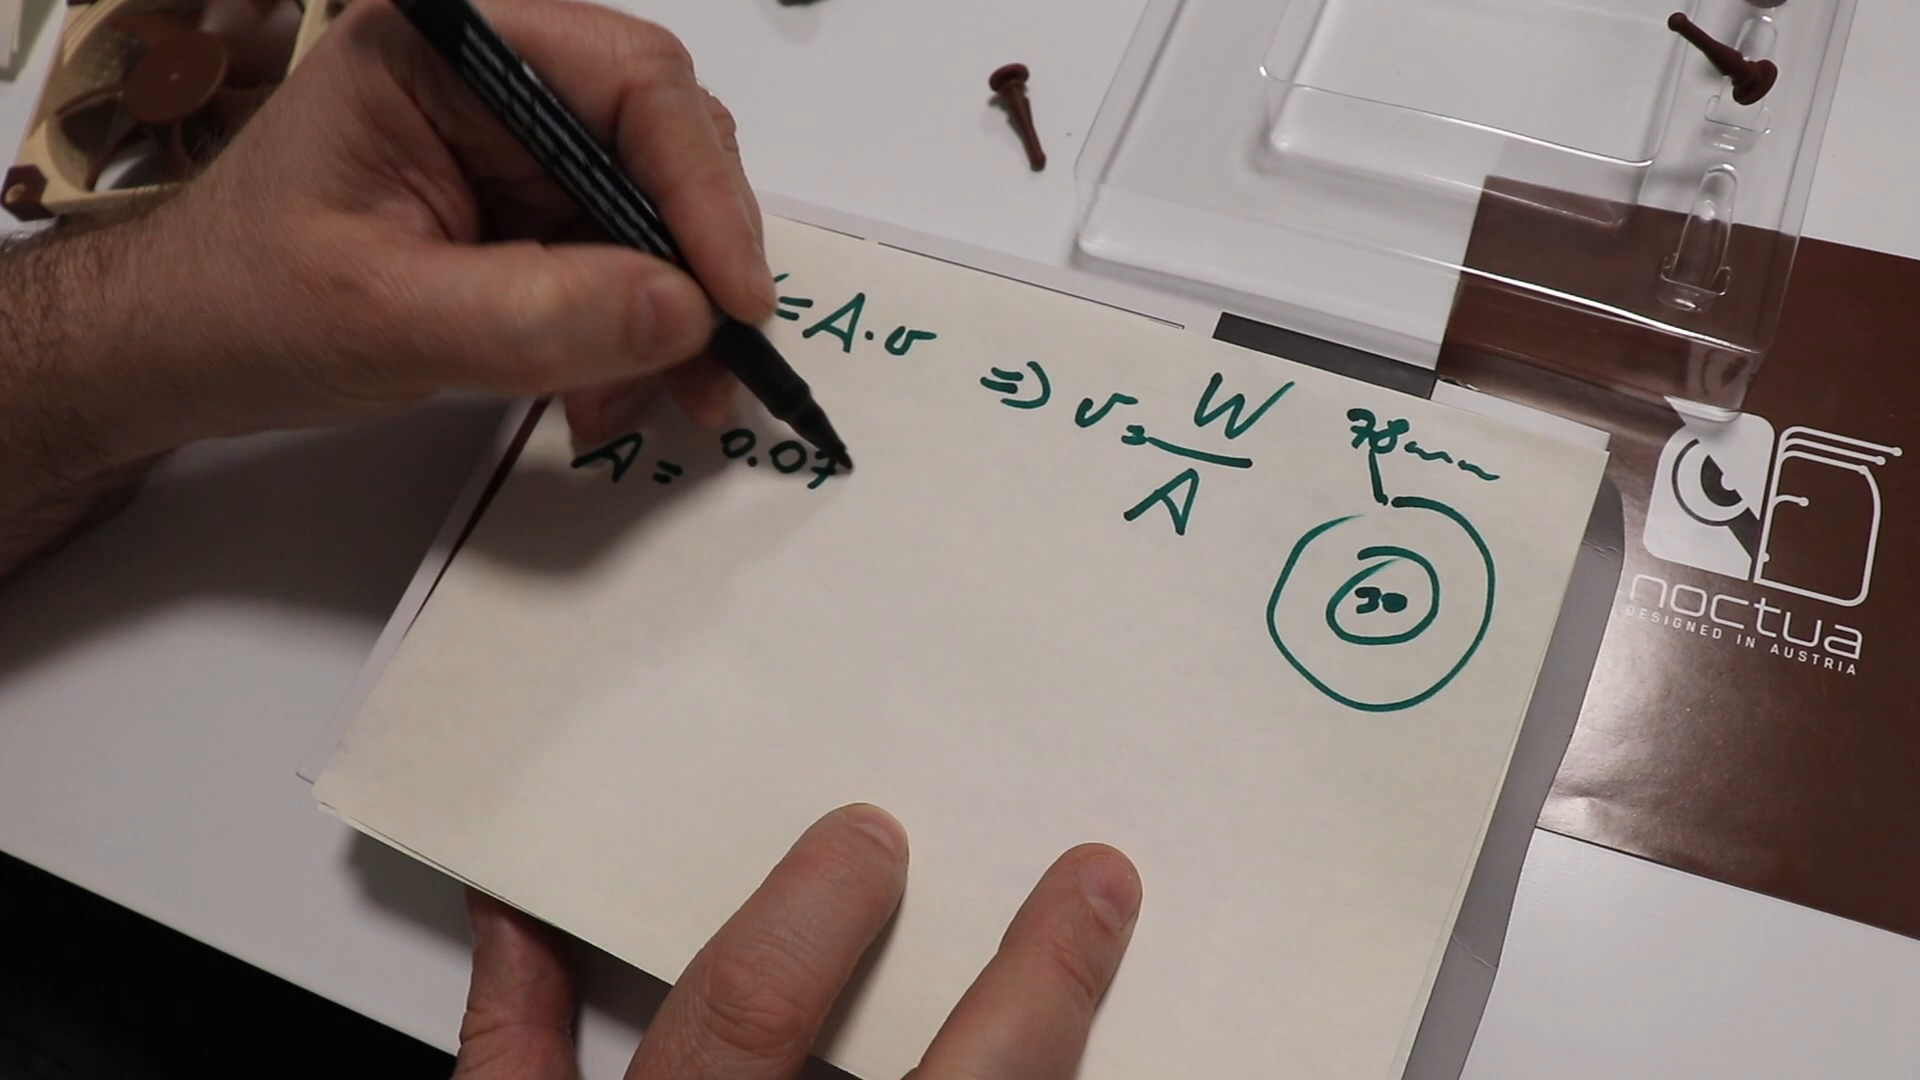 =A.v => v = W/A
78mm
A = 0.07
30
noctua
DESIGNED IN AUSTRIA